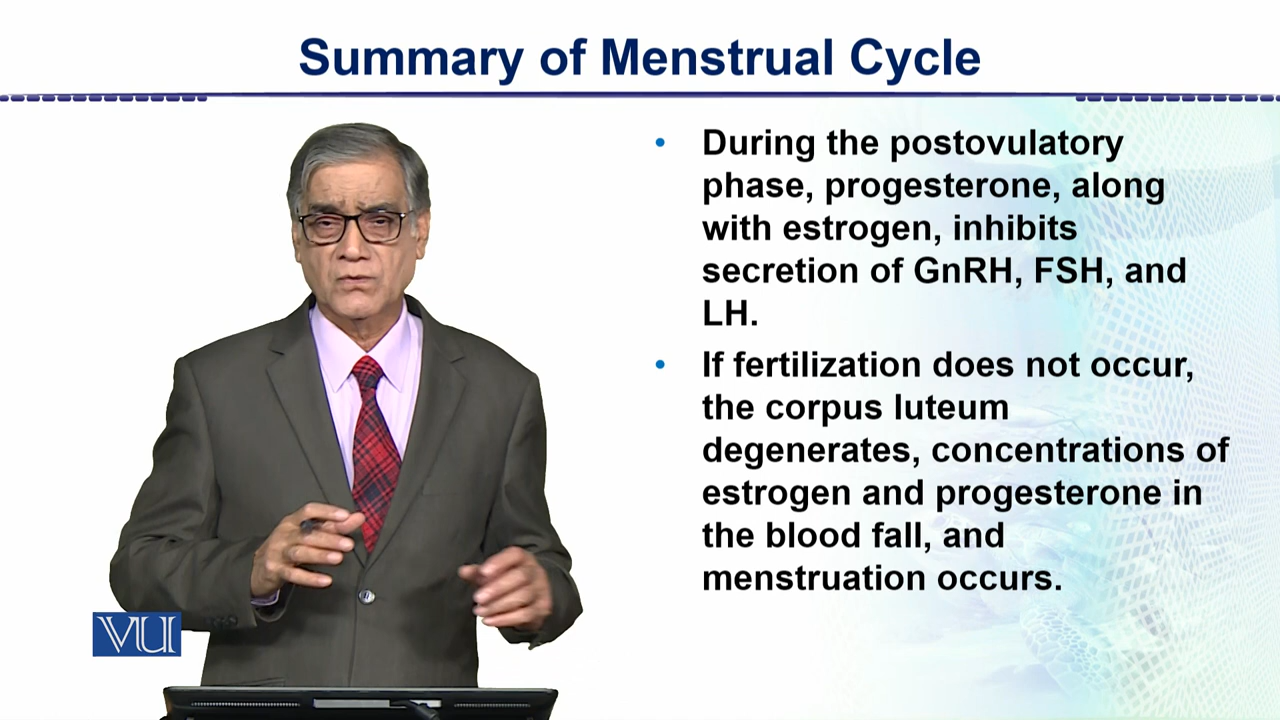 Summary of Menstrual Cycle
• During the postovulatory
phase, progesterone, along
with estrogen, inhibits
secretion of GnRH, FSH, and
LH.
• If fertilization does not occur,
the corpus luteum
degenerates, concentrations of
estrogen and progesterone in
the blood fall, and
menstruation occurs.
VU